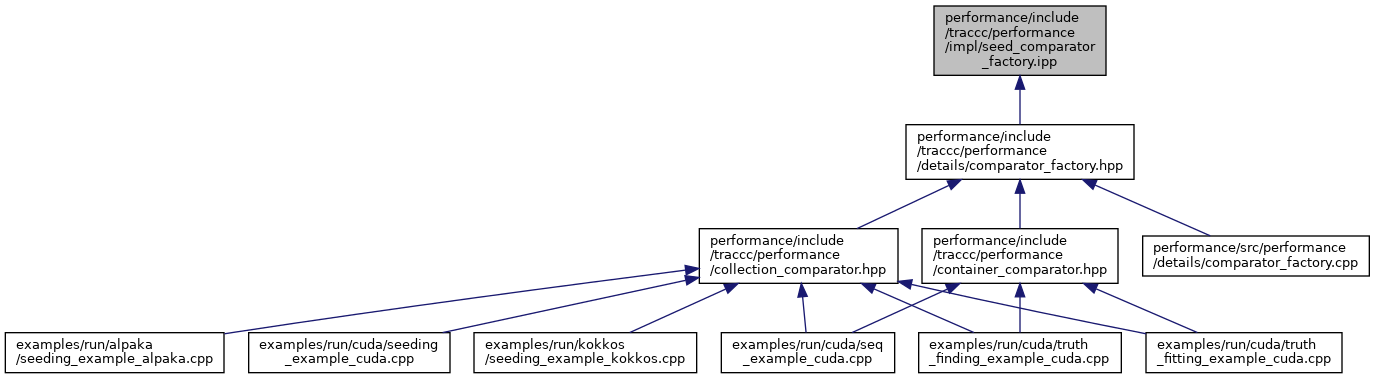 performance/include
/traccc/performance
/impl/seed_comparator
_factory.ipp
performance/include
/traccc/performance
/details/comparator_factory.hpp
performance/include
/traccc/performance
/collection_comparator.hpp
performance/include
/traccc/performance
/container_comparator.hpp
performance/src/performance
/details/comparator_factory.cpp
examples/run/alpaka
/seeding_example_alpaka.cpp
examples/run/cuda/seeding
_example_cuda.cpp
examples/run/kokkos
/seeding_example_kokkos.cpp
examples/run/cuda/seq
_example_cuda.cpp
examples/run/cuda/truth
_finding_example_cuda.cpp
examples/run/cuda/truth
_fitting_example_cuda.cpp